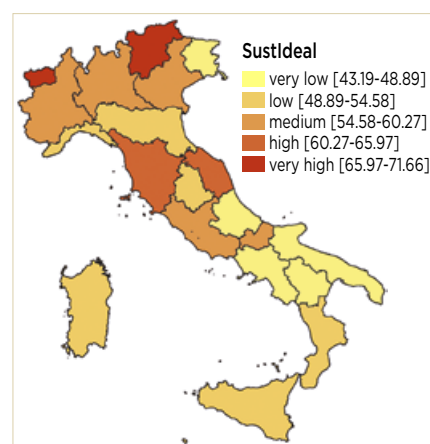 SustIdeal
very low [43.19-48.89]
low [48.89-54.58]
medium [54.58-60.27]
high [60.27-65.97]
very high [65.97-71.66]